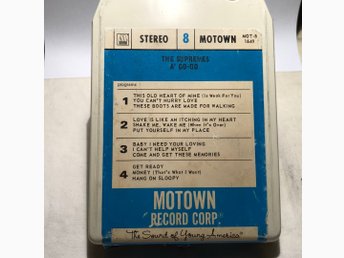 STEREO 8 MOTOWN
MOT-8
1649
THE SUPREMES
A' GO-GO
programs
1 THIS OLD HEART OF MINE (Is Weak For You)
YOU CAN'T HURRY LOVE
THESE BOOTS ARE MADE FOR WALKING
2 LOVE IS LIKE AN ITCHING IN MY HEART
SHAKE ME, WAKE ME (When It's Over)
PUT YOURSELF IN MY PLACE
3 BABY I NEED YOUR LOVING
I CAN'T HELP MYSELF
COME AND GET THESE MEMORIES
4 GET READY
MONEY (That's What I Want)
HANG ON SLOOPY
MOTOWN
RECORD CORP.
"The Sound of Young America"